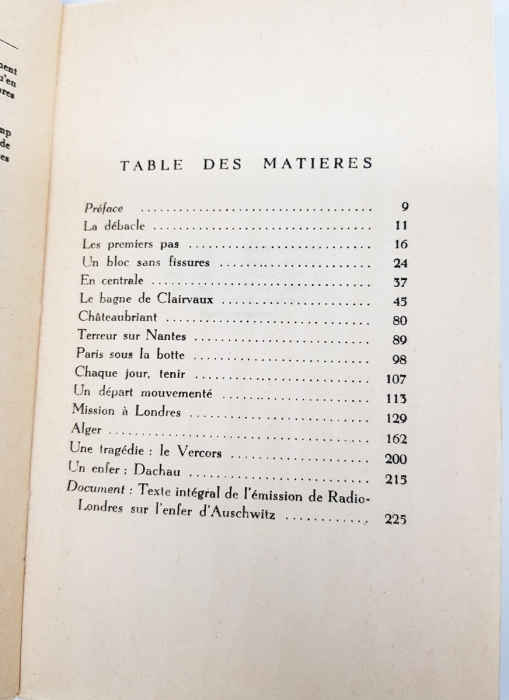 TABLE DES MATIERES
Préface ........ 9
La débacle ........ 11
Les premiers pas ........ 16
Un bloc sans fissures ........ 24
En centrale ........ 37
Le bagne de Clairvaux ........ 45
Châteaubriant ........ 80
Terreur sur Nantes ........ 89
Paris sous la botte ........ 98
Chaque jour, tenir ........ 107
Un départ mouvementé ........ 113
Mission à Londres ........ 129
Alger ........ 162
Une tragédie : le Vercors ........ 200
Un enfer : Dachau ........ 215
Document : Texte intégral de l'émission de Radio-
Londres sur l'enfer d'Auschwitz ........ 225